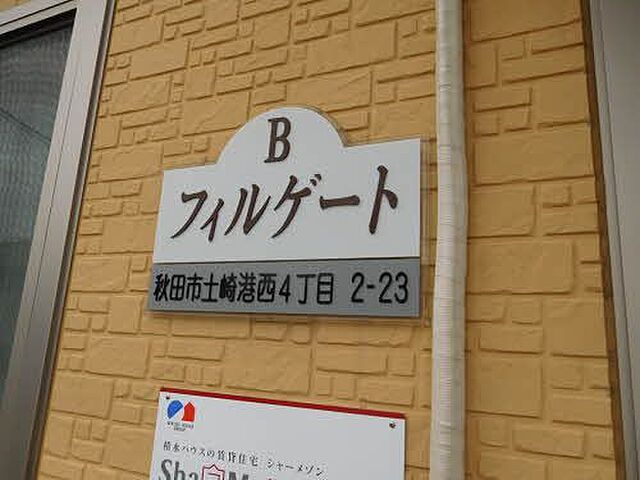 B
フィルゲート
秋田市土崎港西4丁目 2-23
積水ハウスの賃貸住宅 シャーメゾン